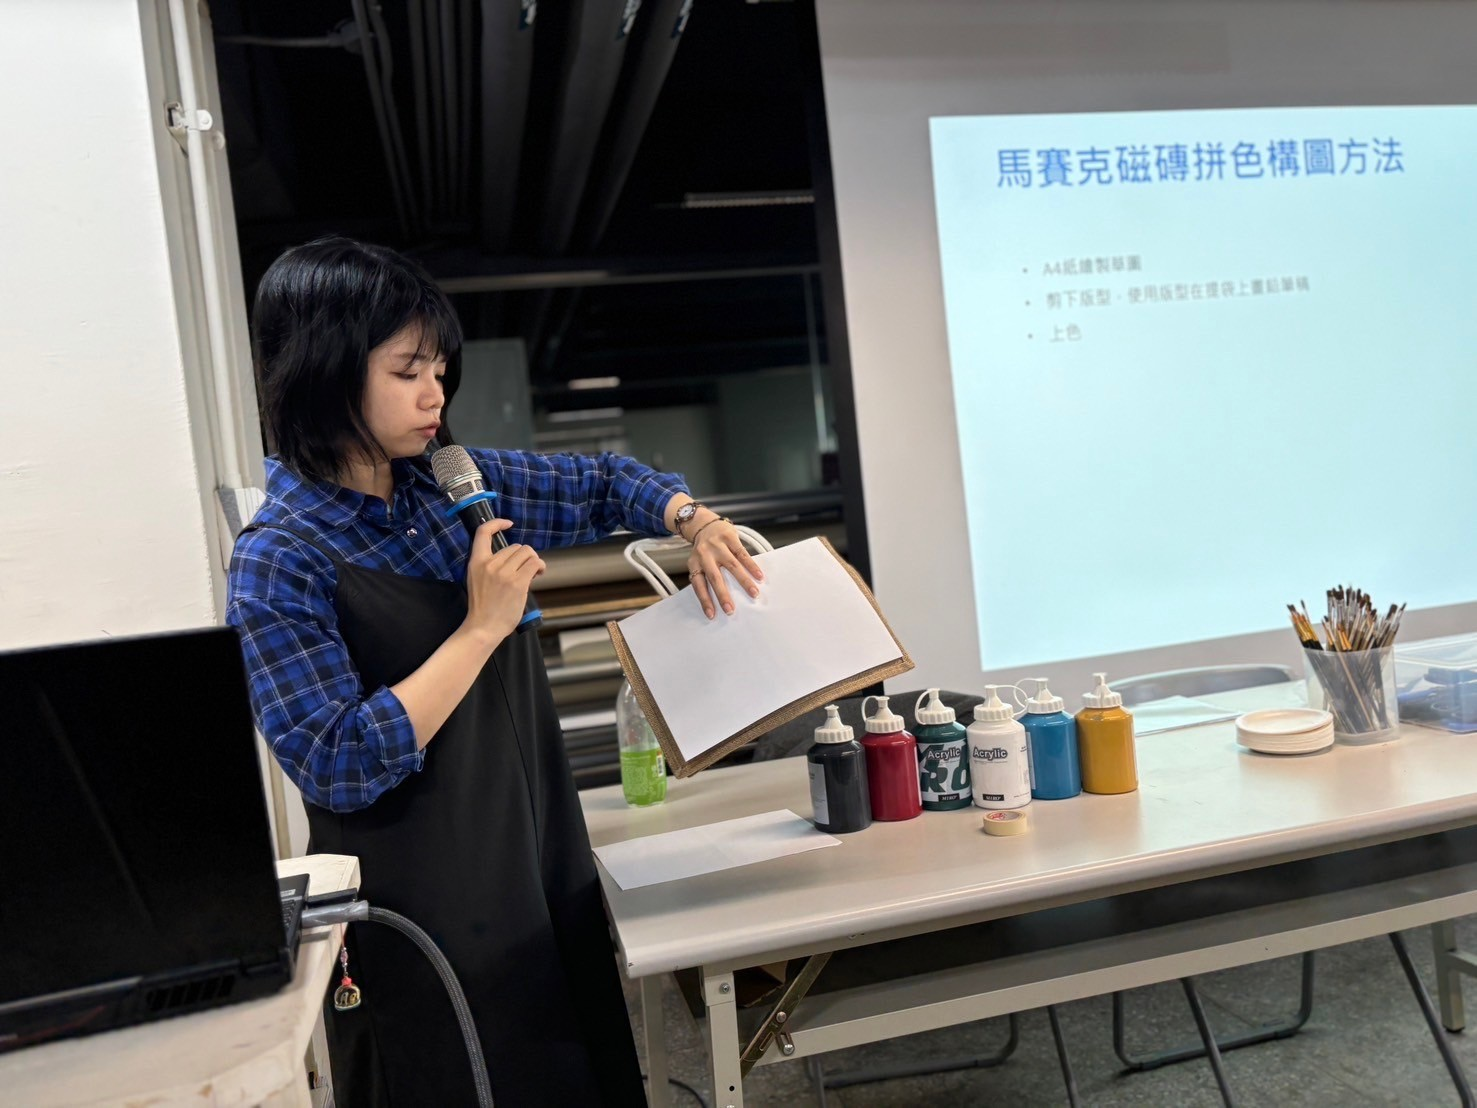 馬賽克磁磚拼色構圖方法
• A4紙繪製草圖
• 剪下版型，使用版型在提袋上畫鉛筆稿
• 上色
Acrylic
Acrylic